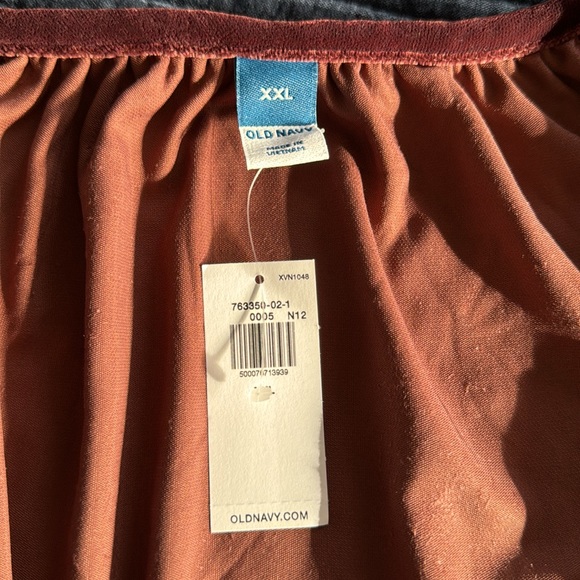 XXL
OLD NAVY
MADE IN
VIETNAM
XVN1048
763350-02-1
0005 N12
500076713939
OLDNAVY.COM